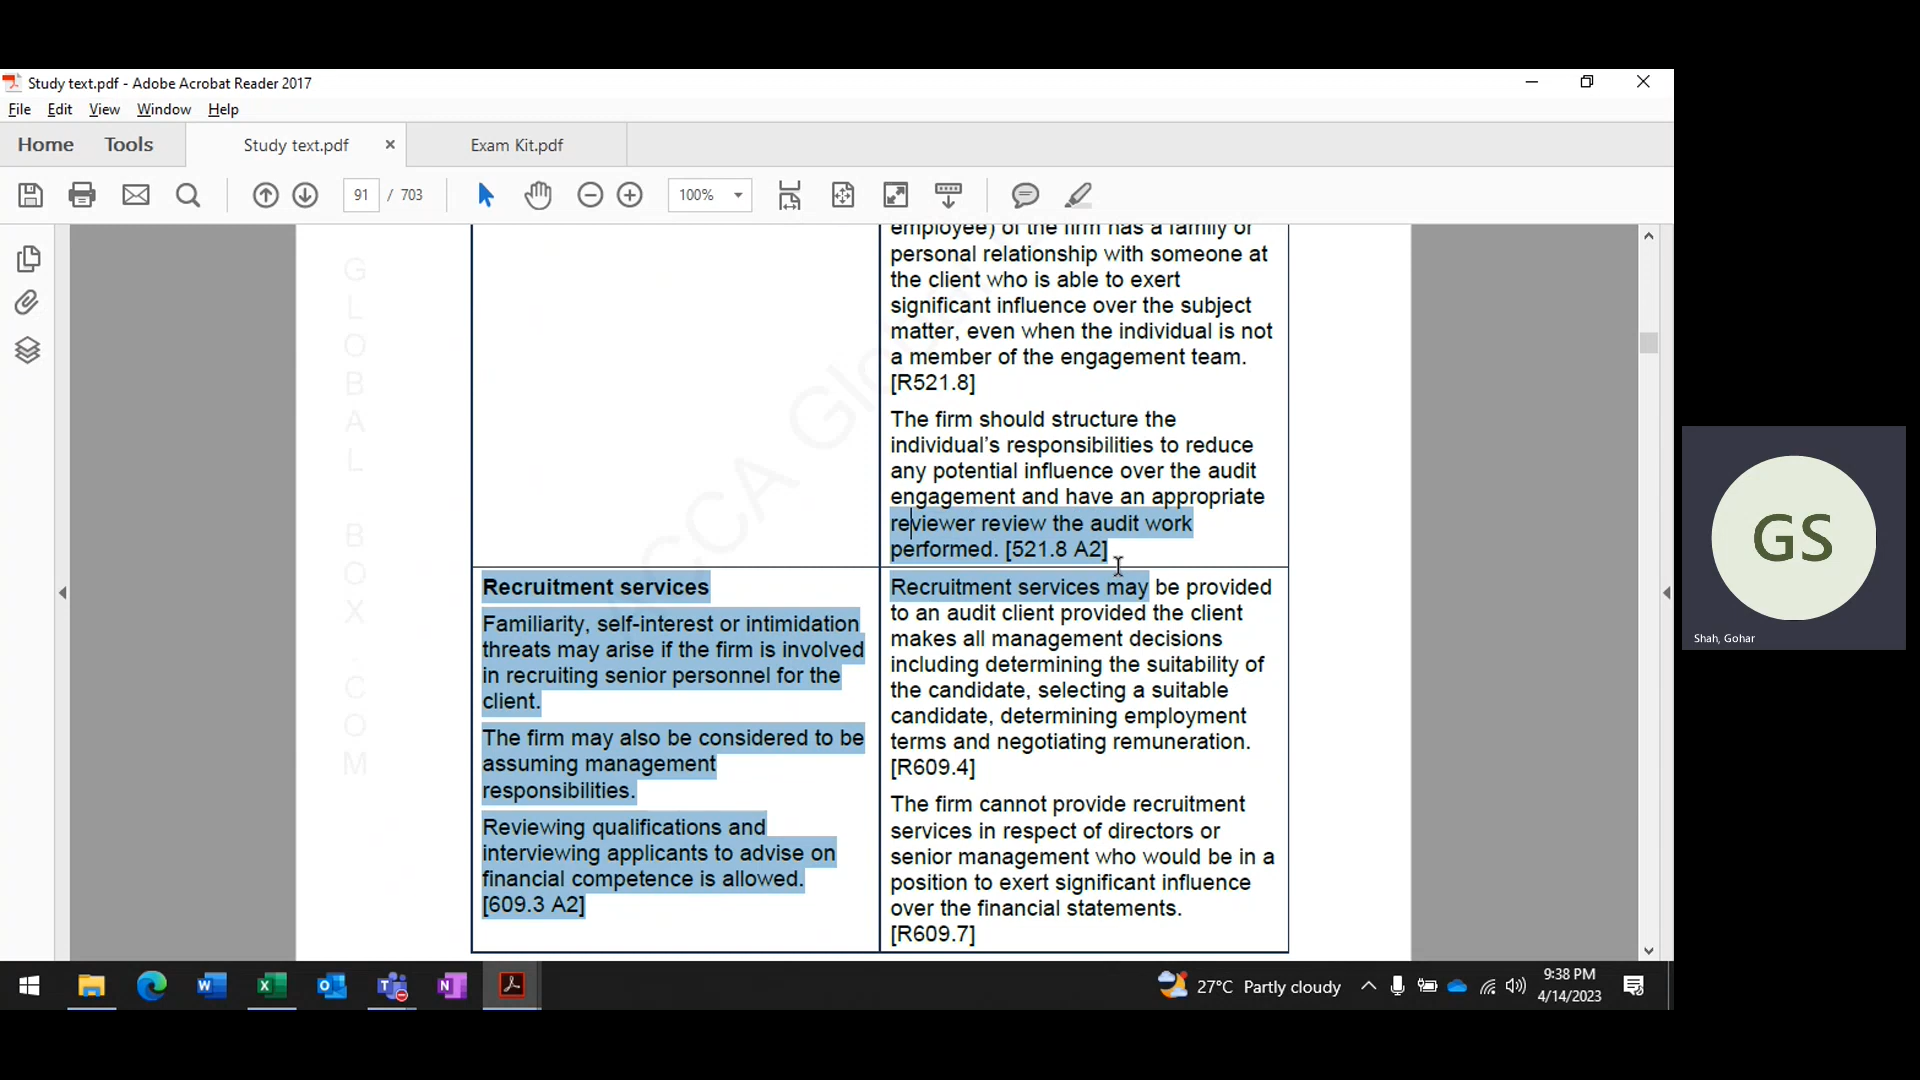 Study text.pdf - Adobe Acrobat Reader 2017
File Edit View Window Help
Home Tools Study text.pdf Exam Kit.pdf
91 / 703 100%
employee) of the firm has a family or
personal relationship with someone at
the client who is able to exert
significant influence over the subject
matter, even when the individual is not
a member of the engagement team.
[R521.8]
The firm should structure the
individual's responsibilities to reduce
any potential influence over the audit
engagement and have an appropriate
reviewer review the audit work
performed. [521.8 A2]
Recruitment services
Familiarity, self-interest or intimidation
threats may arise if the firm is involved
in recruiting senior personnel for the
client.
The firm may also be considered to be
assuming management
responsibilities.
Reviewing qualifications and
interviewing applicants to advise on
financial competence is allowed.
[609.3 A2]
Recruitment services may be provided
to an audit client provided the client
makes all management decisions
including determining the suitability of
the candidate, selecting a suitable
candidate, determining employment
terms and negotiating remuneration.
[R609.4]
The firm cannot provide recruitment
services in respect of directors or
senior management who would be in a
position to exert significant influence
over the financial statements.
[R609.7]
GLOBAL BOX.COM
GS
Shah, Gohar
27°C Partly cloudy
9:38 PM
4/14/2023